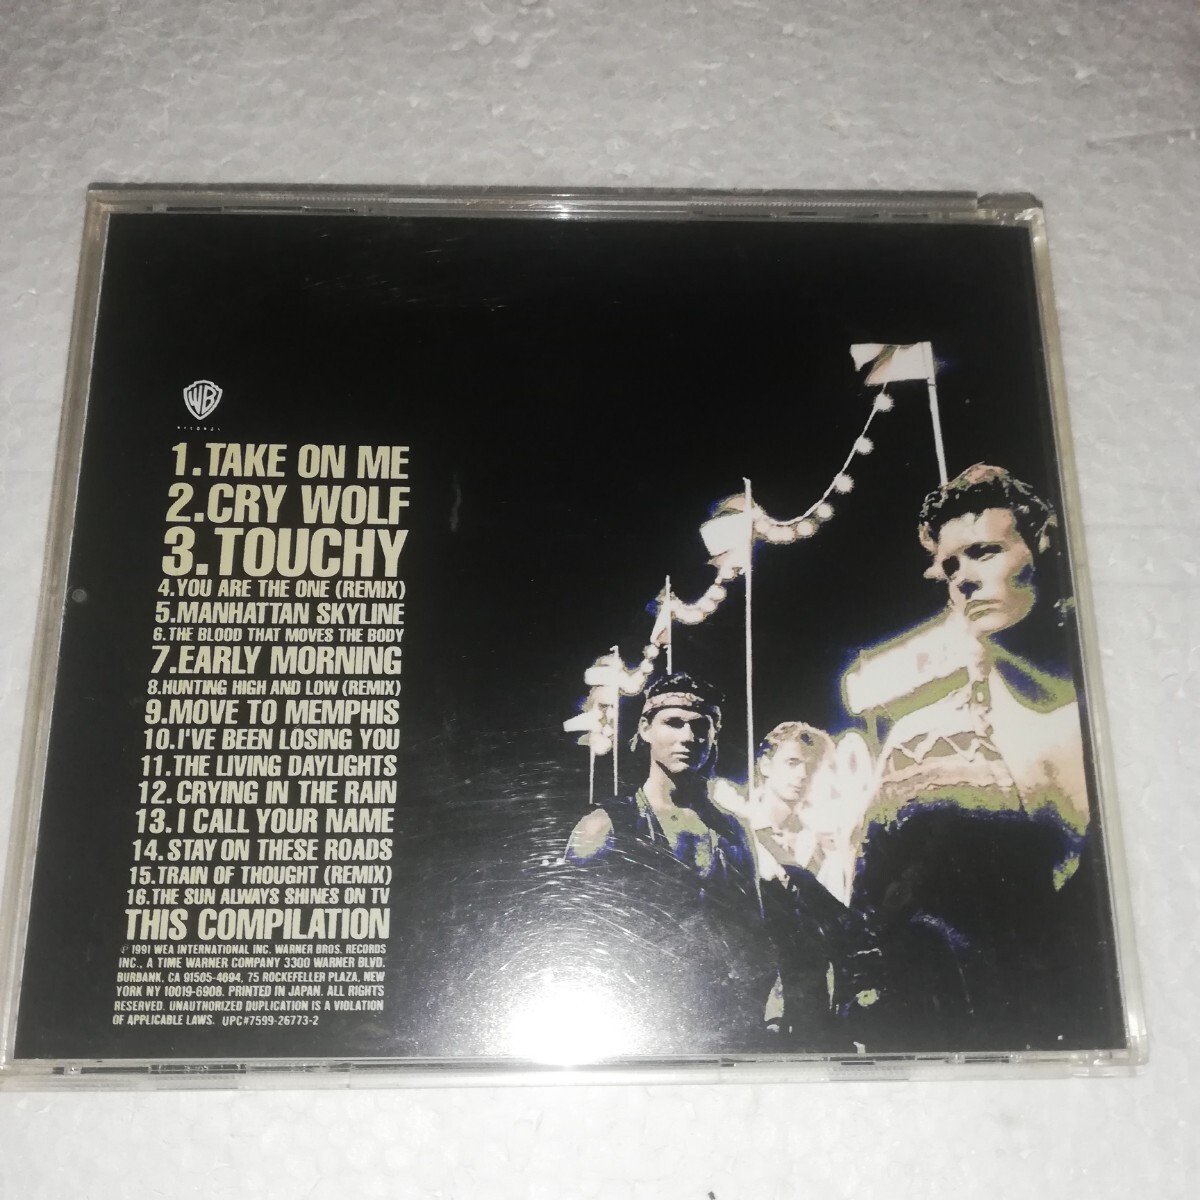 WB
1.TAKE ON ME
2.CRY WOLF
3.TOUCHY
4.YOU ARE THE ONE (REMIX)
5.MANHATTAN SKYLINE
6.THE BLOOD THAT MOVES THE BODY
7.EARLY MORNING
8.HUNTING HIGH AND LOW (REMIX)
9.MOVE TO MEMPHIS
10.I'VE BEEN LOSING YOU
11.THE LIVING DAYLIGHTS
12.CRYING IN THE RAIN
13.I CALL YOUR NAME
14.STAY ON THESE ROADS
15.TRAIN OF THOUGHT (REMIX)
16.THE SUN ALWAYS SHINES ON TV
THIS COMPILATION
℗ 1991 WEA INTERNATIONAL INC. WARNER BROS. RECORDS
INC., A TIME WARNER COMPANY 3300 WARNER BLVD.
BURBANK, CA 91505-4694, 75 ROCKEFELLER PLAZA, NEW
YORK NY 10019-6908. PRINTED IN JAPAN. ALL RIGHTS
RESERVED. UNAUTHORIZED DUPLICATION IS A VIOLATION
OF APPLICABLE LAWS. UPC#7599-26773-2